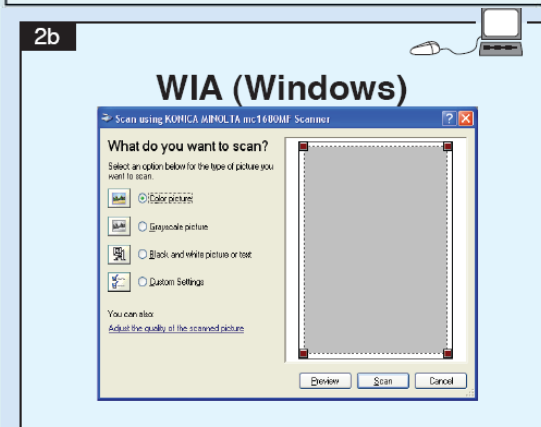 2b
WIA (Windows)
Scan using KONICA MINOLTA mc1600MF Scanner
What do you want to scan?
Select an option below for the type of picture you
want to scan.
Color picture
Grayscale picture
Black and white picture or text
Custom Settings
You can also:
Adjust the quality of the scanned picture
Preview
Scan
Cancel